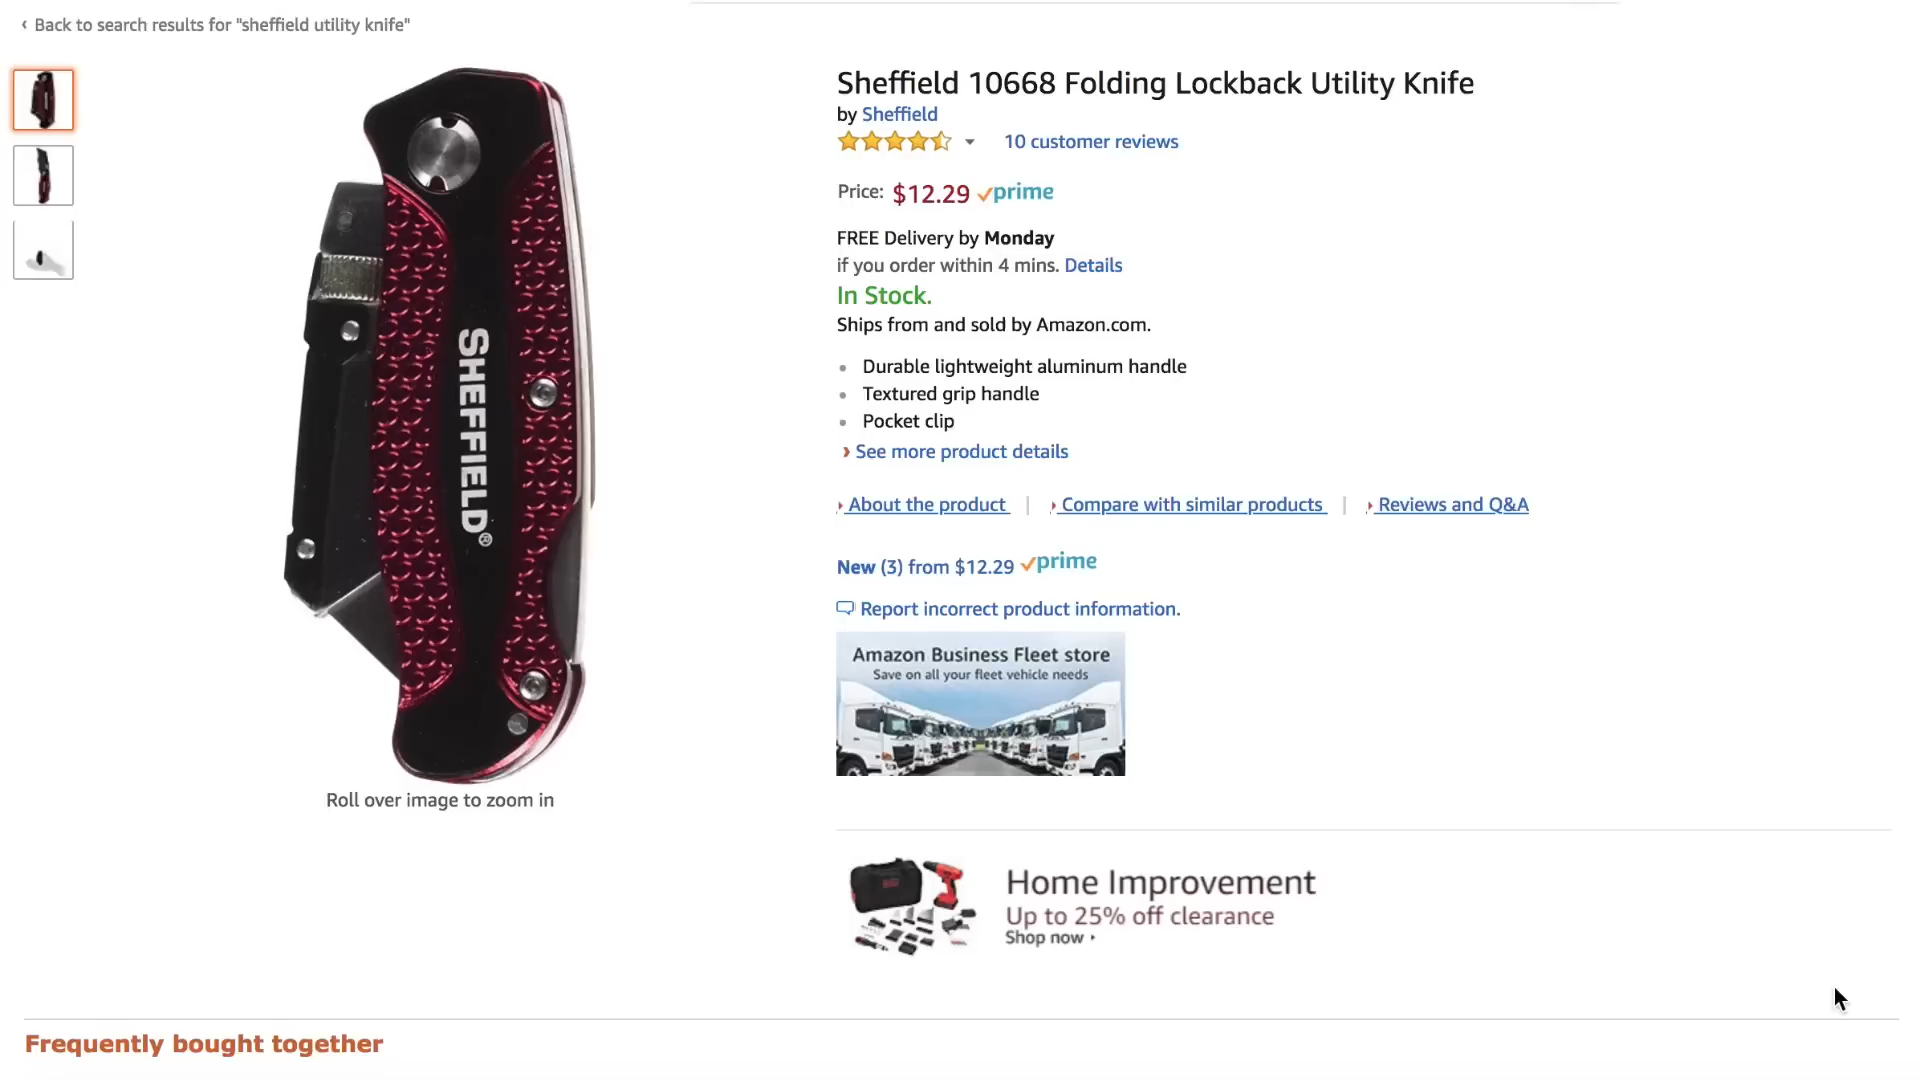 ‹ Back to search results for "sheffield utility knife"
SHEFFIELD®
Roll over image to zoom in
Sheffield 10668 Folding Lockback Utility Knife
by Sheffield
10 customer reviews
Price: $12.29 prime
FREE Delivery by Monday
if you order within 4 mins. Details
In Stock.
Ships from and sold by Amazon.com.
Durable lightweight aluminum handle
Textured grip handle
Pocket clip
› See more product details
› About the product | › Compare with similar products | › Reviews and Q&A
New (3) from $12.29 prime
Report incorrect product information.
Amazon Business Fleet store
Save on all your fleet vehicle needs
Home Improvement
Up to 25% off clearance
Shop now ›
Frequently bought together